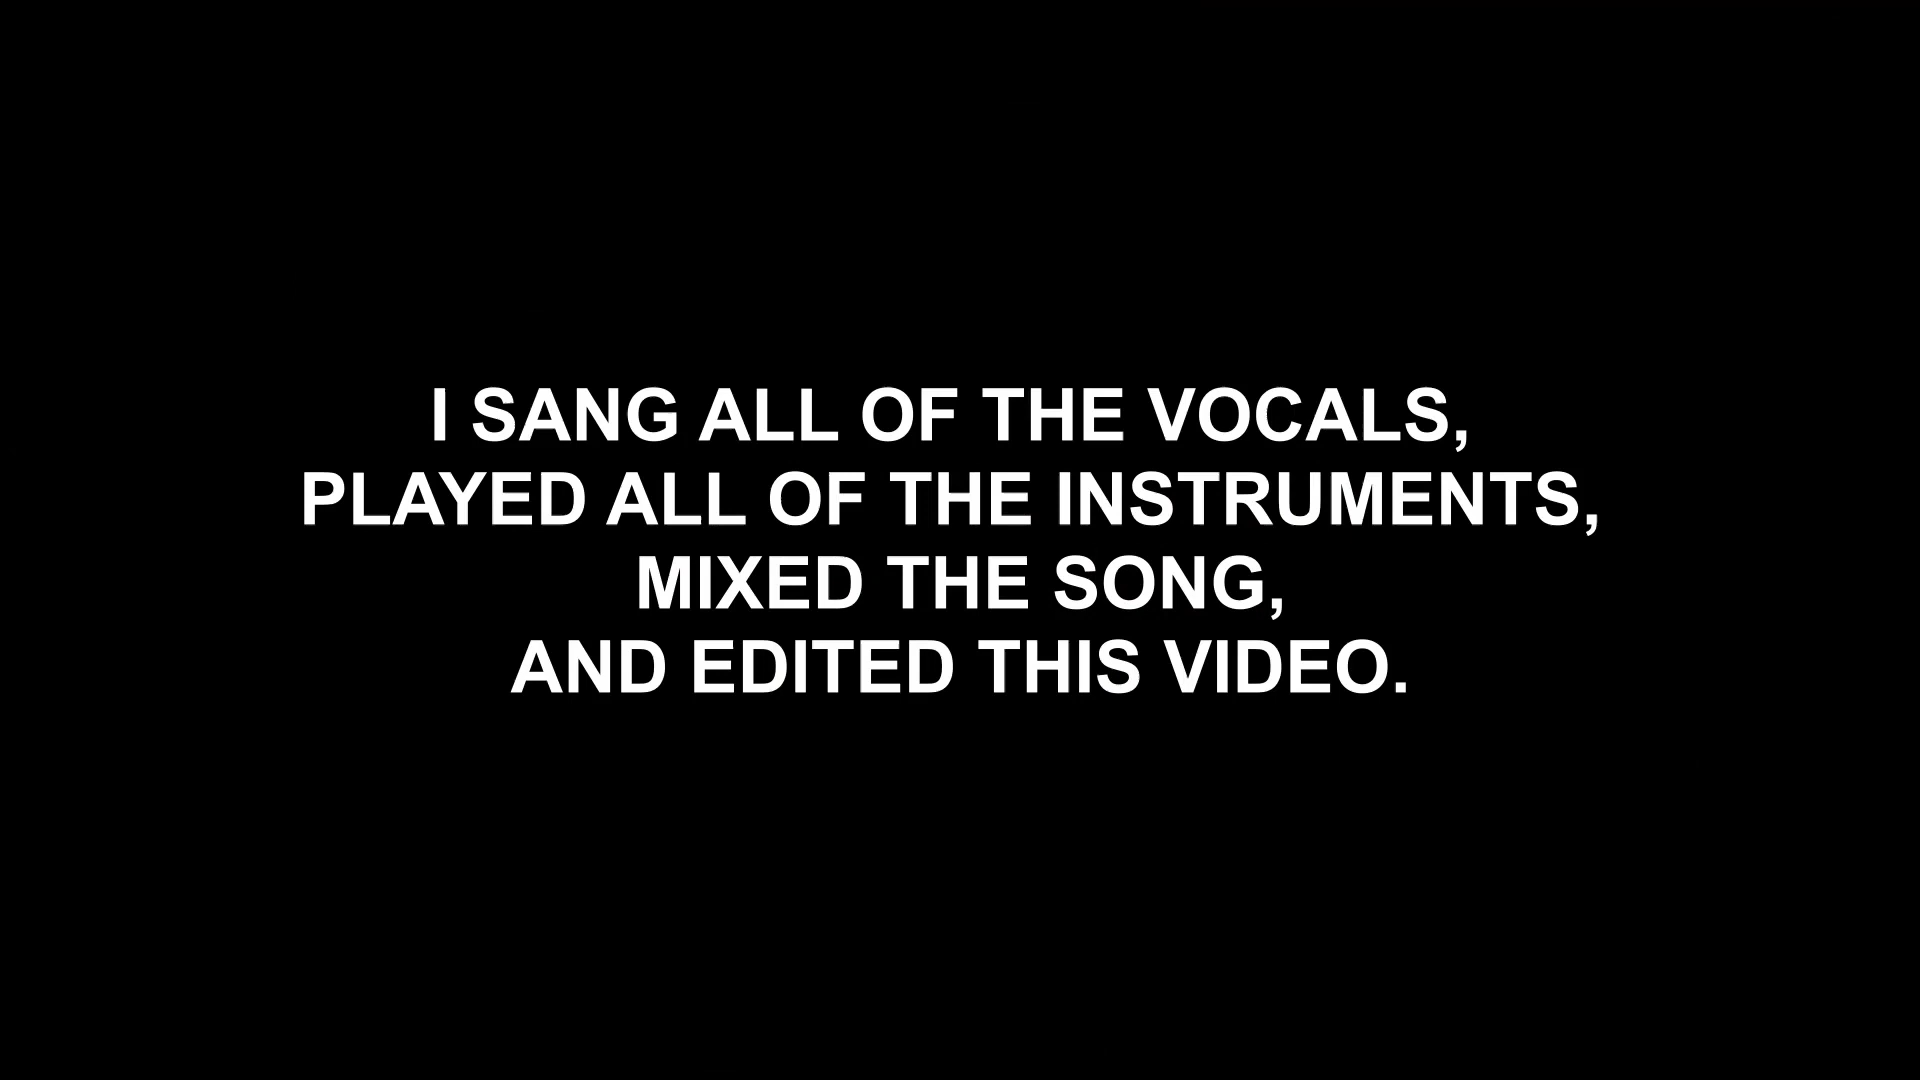 I SANG ALL OF THE VOCALS,
PLAYED ALL OF THE INSTRUMENTS,
MIXED THE SONG,
AND EDITED THIS VIDEO.